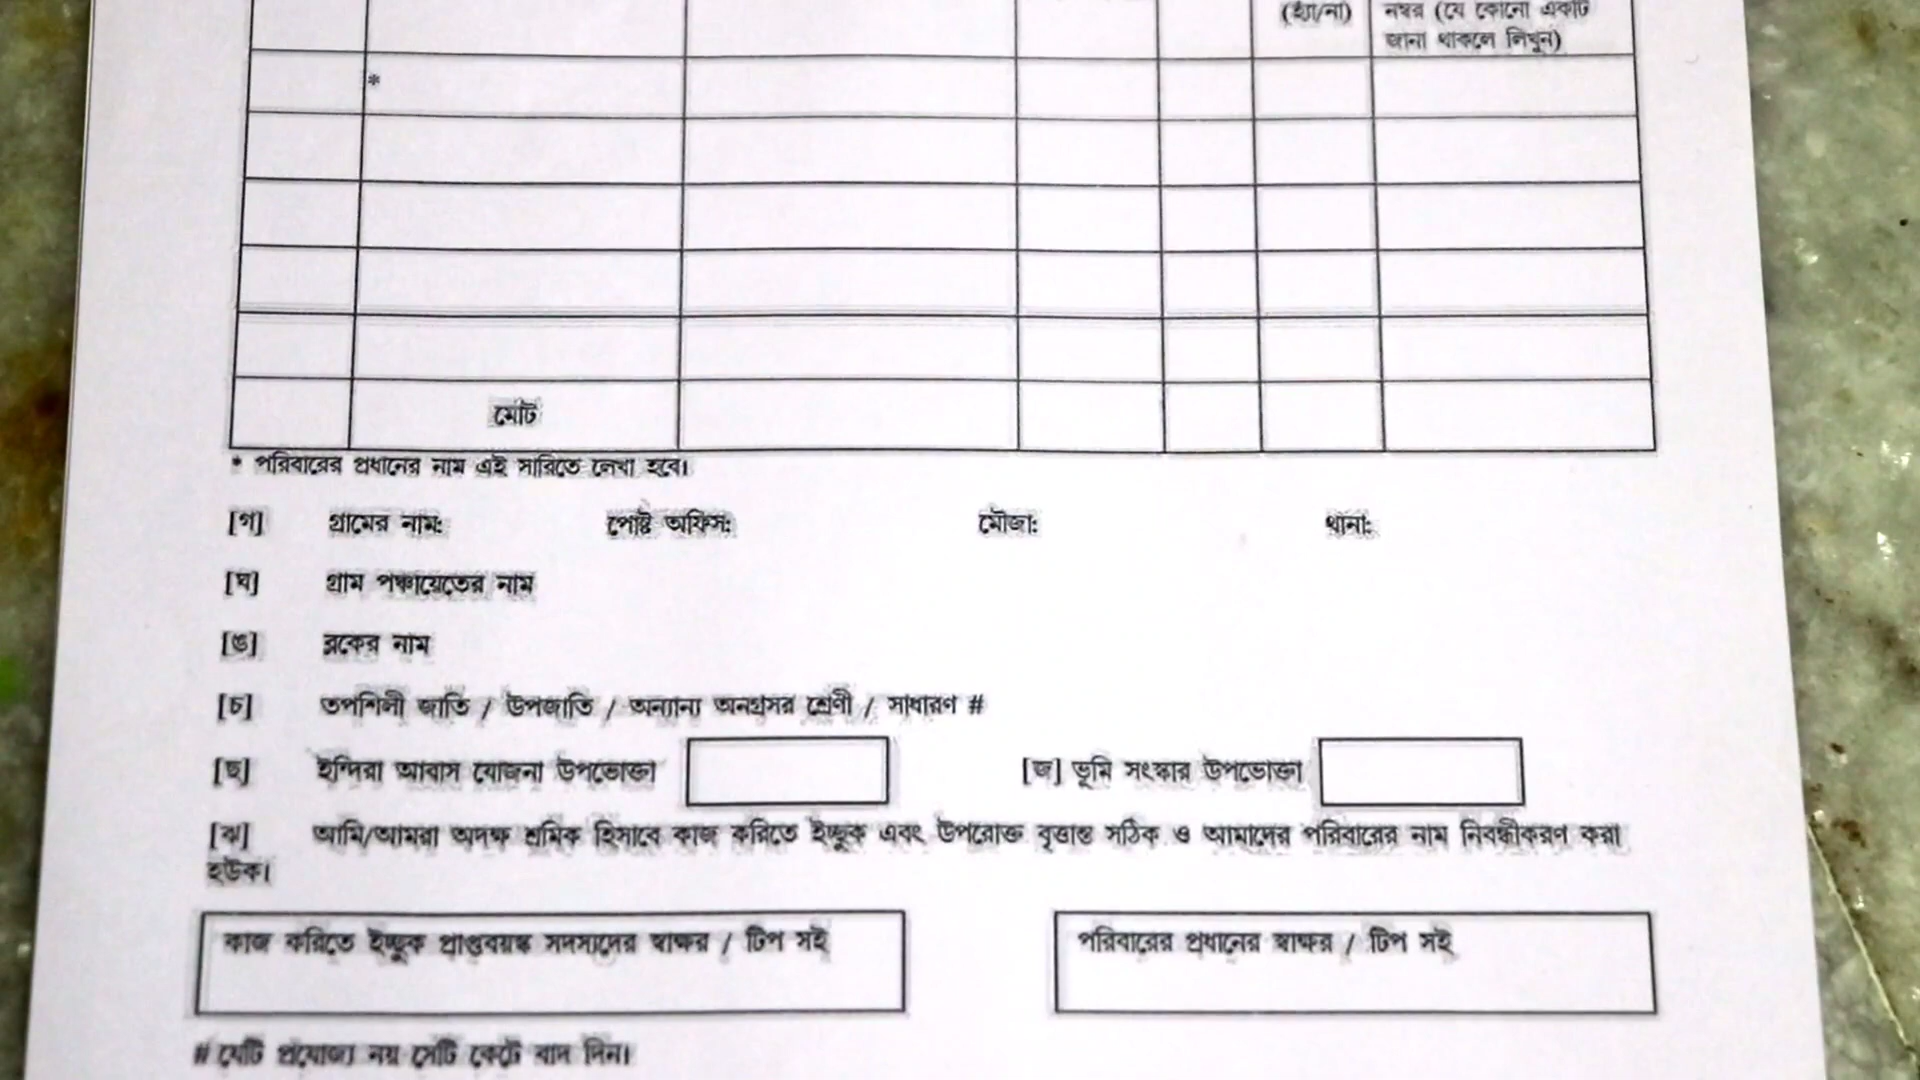 (হ্যাঁ/না) নম্বর (যে কোনো একটি
জানা থাকলে লিখুন)
*
মোট
* পরিবারের প্রধানের নাম এই সারিতে লেখা হবে।
[গ] গ্রামের নাম: পোষ্ট অফিস: মৌজা: থানা:
[ঘ] গ্রাম পঞ্চায়েতের নাম
[ঙ] ব্লকের নাম
[চ] তপশিলী জাতি / উপজাতি / অন্যান্য অনগ্রসর শ্রেণী / সাধারণ #
[ছ] ইন্দিরা আবাস যোজনা উপভোক্তা [জ] ভূমি সংস্কার উপভোক্তা
[ঝ] আমি/আমরা অদক্ষ শ্রমিক হিসাবে কাজ করিতে ইচ্ছুক এবং উপরোক্ত বৃত্তান্ত সঠিক ও আমাদের পরিবারের নাম নিবন্ধীকরণ করা
হউক।
কাজ করিতে ইচ্ছুক প্রাপ্তবয়স্ক সদস্যদের স্বাক্ষর / টিপ সই পরিবারের প্রধানের স্বাক্ষর / টিপ সই
# যেটি প্রযোজ্য নয় সেটি কেটে বাদ দিন।